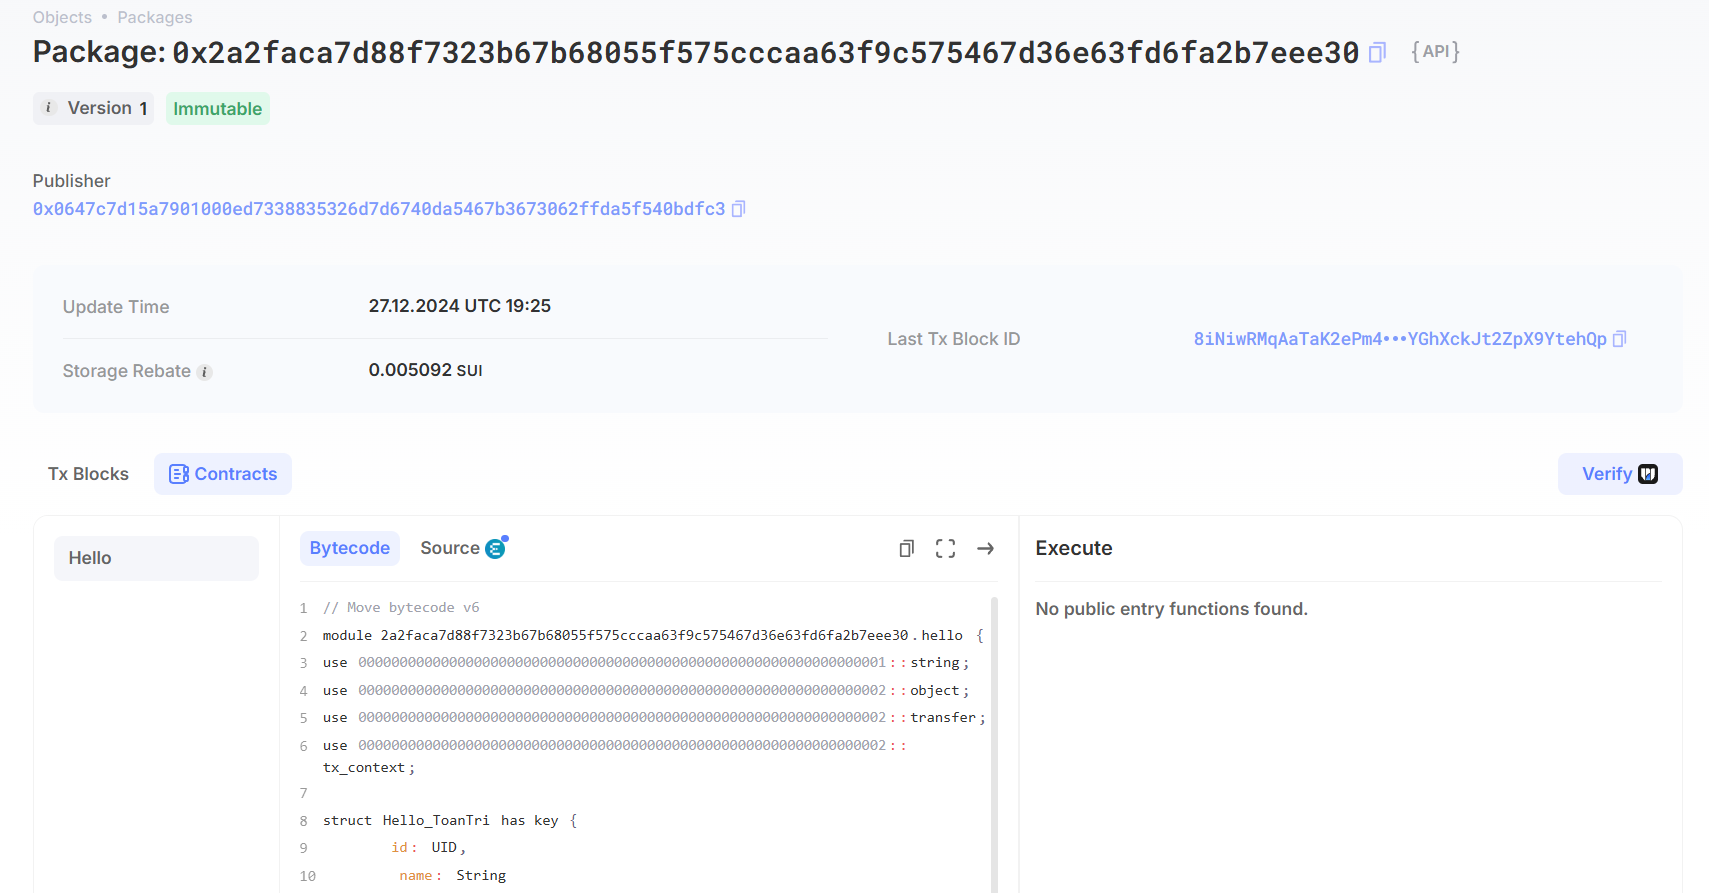 Objects • Packages
Package: 0x2a2faca7d88f7323b67b68055f575cccaa63f9c575467d36e63fd6fa2b7eee30 {API}
i Version 1 Immutable
Publisher
0x0647c7d15a7901000ed7338835326d7d6740da5467b3673062ffda5f540bdfc3
Update Time 27.12.2024 UTC 19:25
Last Tx Block ID 8iNiwRMqAaTaK2ePm4•••YGhXckJt2ZpX9YtehQp
Storage Rebate i 0.005092 SUI
Tx Blocks Contracts Verify
Hello
Bytecode Source
Execute
No public entry functions found.
1 // Move bytecode v6
2 module 2a2faca7d88f7323b67b68055f575cccaa63f9c575467d36e63fd6fa2b7eee30.hello {
3 use 0000000000000000000000000000000000000000000000000000000000000001::string;
4 use 0000000000000000000000000000000000000000000000000000000000000002::object;
5 use 0000000000000000000000000000000000000000000000000000000000000002::transfer;
6 use 0000000000000000000000000000000000000000000000000000000000000002::
tx_context;
7
8 struct Hello_ToanTri has key {
9 id: UID,
10 name: String